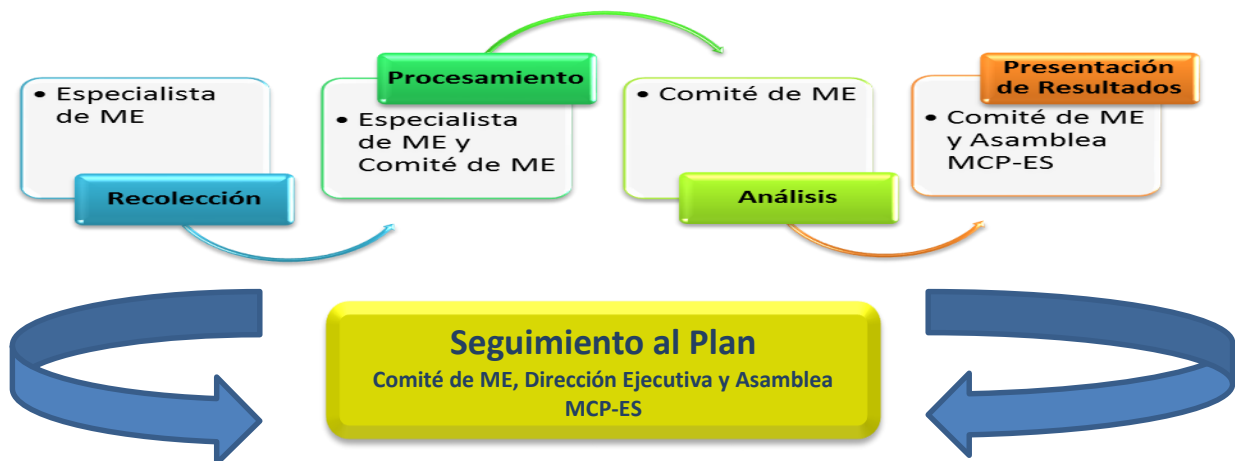 • Especialista
de ME
Recolección
Procesamiento
• Especialista
de ME y
Comité de ME
• Comité de ME
Análisis
Presentación
de Resultados
• Comité de ME
y Asamblea
MCP-ES
Seguimiento al Plan
Comité de ME, Dirección Ejecutiva y Asamblea
MCP-ES